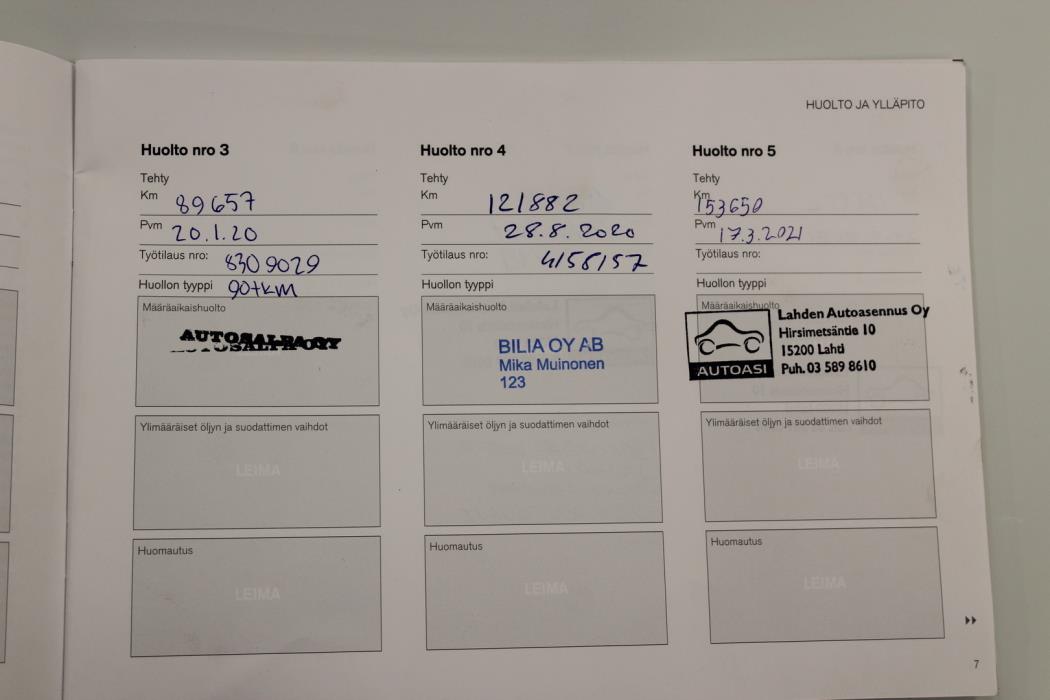 HUOLTO JA YLLÄPITO
Huolto nro 3
Tehty
Km 89657
Pvm 20.1.20
Työtilaus nro: 8309029
Huollon tyyppi 90tkm
Määräaikaishuolto
Ylimääräiset öljyn ja suodattimen vaihdot
LEIMA
Huomautus
LEIMA
Huolto nro 4
Tehty
Km 121882
Pvm 28.8.2020
Työtilaus nro: 4158157
Huollon tyyppi
Määräaikaishuolto
BILIA OY AB
Mika Muinonen
123
Ylimääräiset öljyn ja suodattimen vaihdot
LEIMA
Huomautus
LEIMA
Huolto nro 5
Tehty
Km 153650
Pvm 17.3.2021
Työtilaus nro:
Huollon tyyppi
Määräaikaishuolto
AUTOASI
Lahden Autoasennus Oy
Hirsimetsäntie 10
15200 Lahti
Puh. 03 589 8610
Ylimääräiset öljyn ja suodattimen vaihdot
LEIMA
Huomautus
LEIMA
7